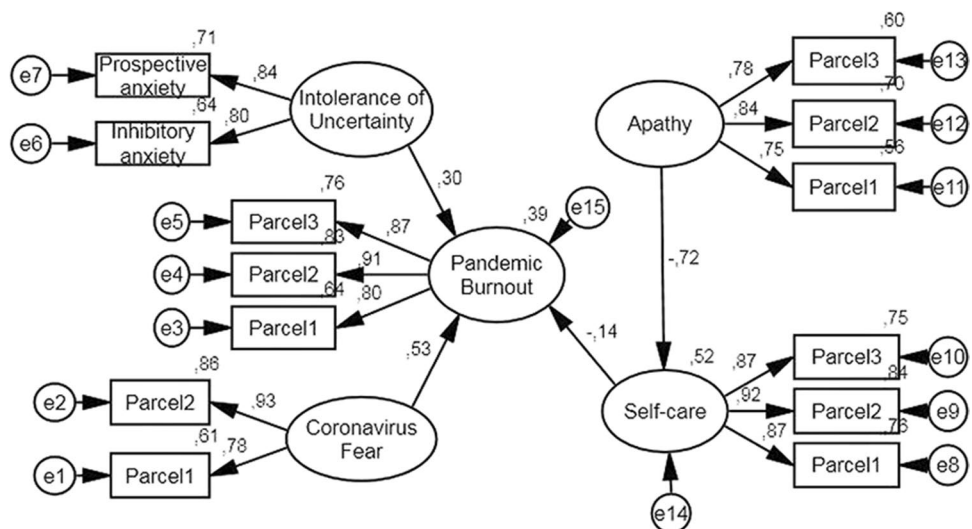 ,71
e7
Prospective
anxiety
,84
,64
e6
Inhibitory
anxiety
,80
Intolerance of
Uncertainty
,30
,76
e5
Parcel3
,87
,83
e4
Parcel2
,91
,64
e3
Parcel1
,80
Pandemic
Burnout
,39
e15
,53
,86
e2
Parcel2
,93
,61
e1
Parcel1
,78
Coronavirus
Fear
-,14
Apathy
,60
,78
Parcel3
e13
,70
,84
Parcel2
e12
,56
,75
Parcel1
e11
-,72
,52
Self-care
e14
,75
,87
Parcel3
e10
,84
,92
Parcel2
e9
,76
,87
Parcel1
e8